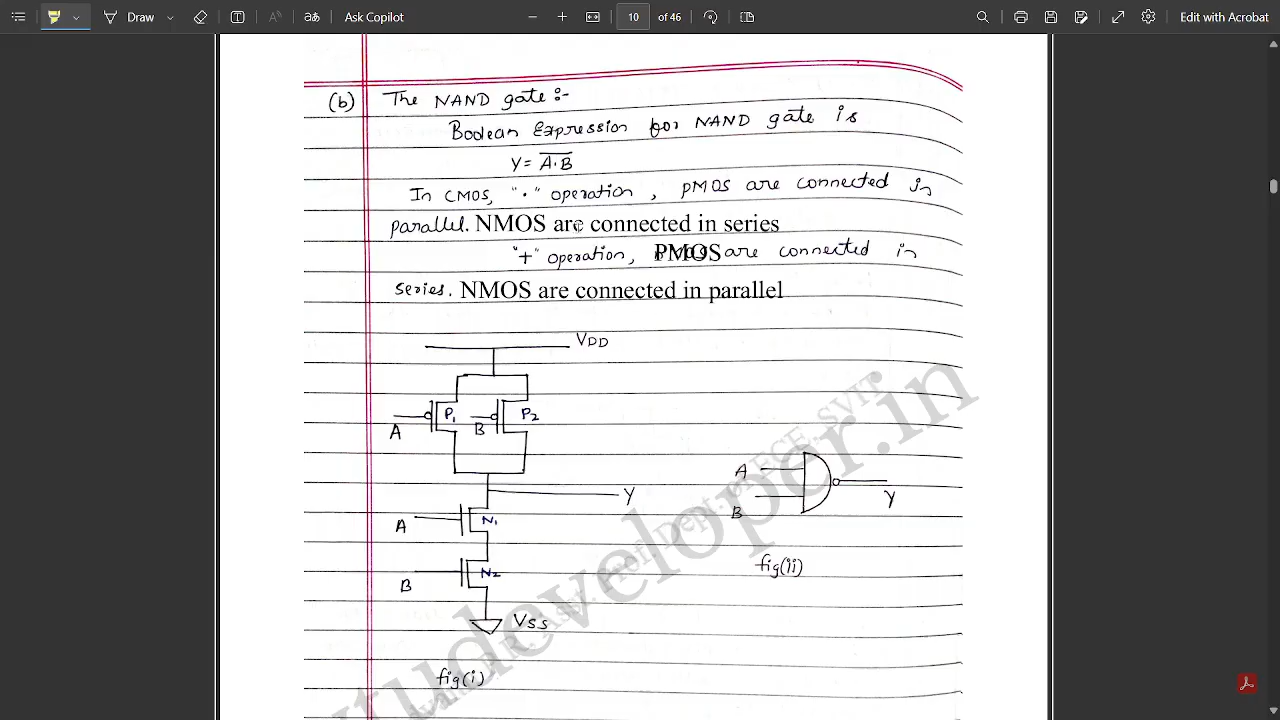 Ask Copilot
10 of 46
Edit with Acrobat
Draw
(b) The NAND gate :-
Boolean Expression for NAND gate is
Y = \overline{A·B}
In CMOS, "·" operation, PMOS are connected in
parallel. NMOS are connected in series
"+" operation, PMOS are connected in
series. NMOS are connected in parallel
VDD
P1 P2
A B
Y
A N1
B N2
VSS
fig(i)
A
B
Y
fig(ii)